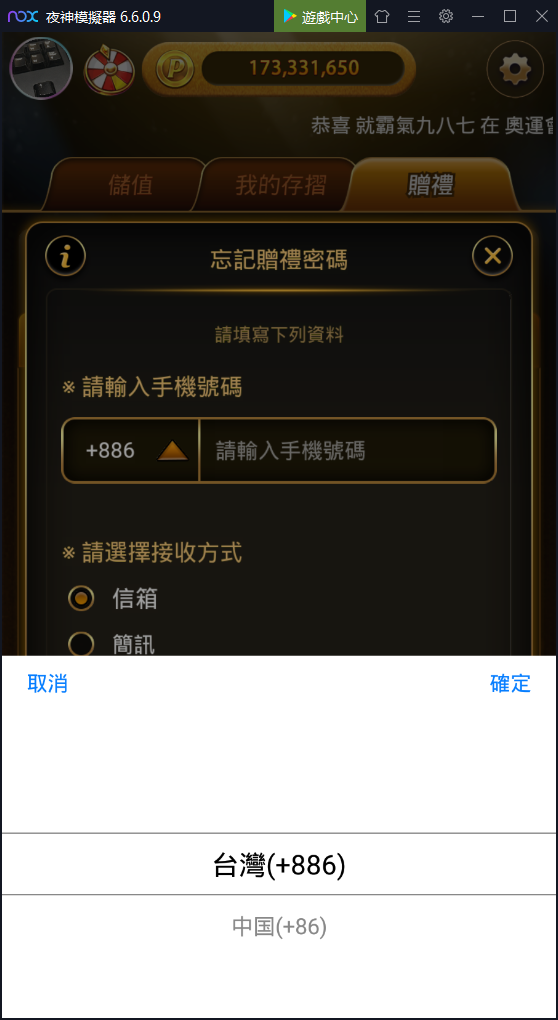 nox 夜神模擬器 6.6.0.9 遊戲中心
P 173,331,650
恭喜 就霸氣九八七 在 奧運會
儲值 我的存摺 贈禮
i 忘記贈禮密碼
請填寫下列資料
※ 請輸入手機號碼
+886 請輸入手機號碼
※ 請選擇接收方式
信箱
簡訊
取消 確定
台灣(+886)
中国(+86)